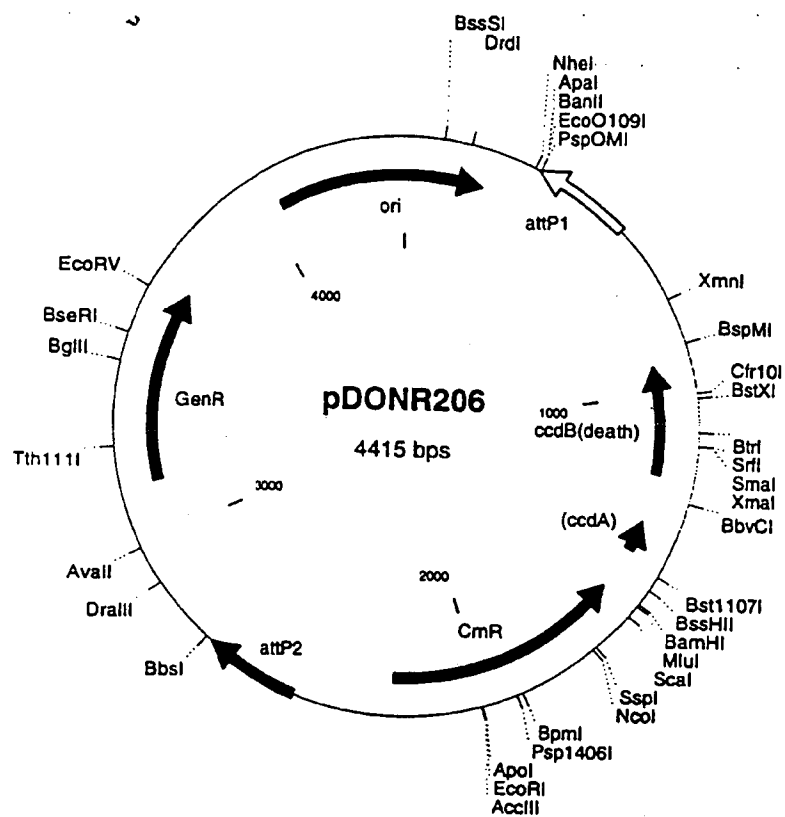 BssSI
DrdI
NheI
ApaI
BanII
EcoO109I
PspOMI
attP1
ori
4000
XmnI
BspMI
Cfr10I
BstXI
BtrI
SrfI
SmaI
XmaI
BbvCI
1000
ccdB(death)
(ccdA)
pDONR206
4415 bps
EcoRV
BseRI
BglII
GenR
Tth111I
3000
AvaII
DraIII
BbsI
attP2
2000
CmR
Bst1107I
BssHII
BamHI
MluI
ScaI
SspI
NcoI
BpmI
Psp1406I
ApoI
EcoRI
AccIII